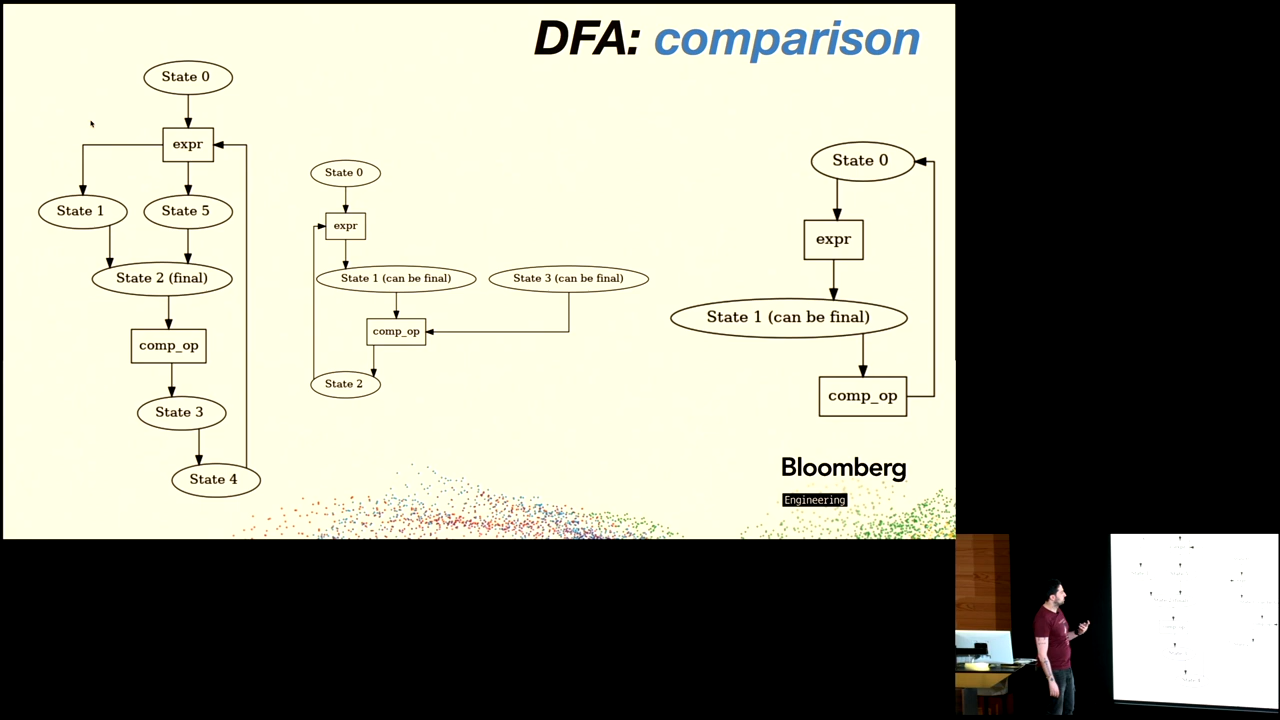 DFA: comparison
State 0
expr
State 1
State 5
State 2 (final)
comp_op
State 3
State 4
State 0
expr
State 1 (can be final)
State 3 (can be final)
comp_op
State 2
State 0
expr
State 1 (can be final)
comp_op
Bloomberg
Engineering